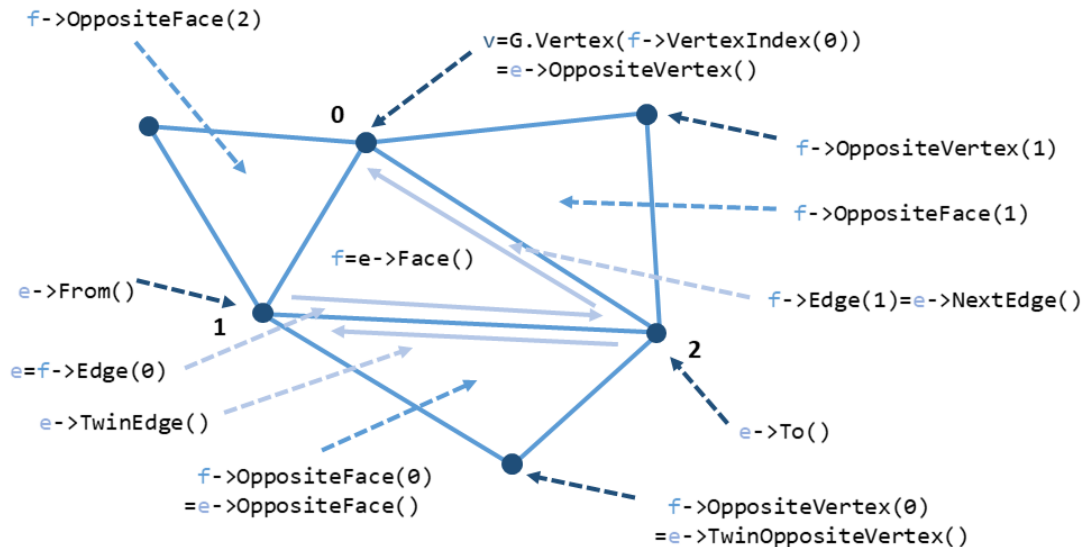 f->OppositeFace(2)
v=G.Vertex(f->VertexIndex(0))
=e->OppositeVertex()
0
f->OppositeVertex(1)
f->OppositeFace(1)
f=e->Face()
e->From()
f->Edge(1)=e->NextEdge()
1
2
e=f->Edge(0)
e->TwinEdge()
e->To()
f->OppositeFace(0)
=e->OppositeFace()
f->OppositeVertex(0)
=e->TwinOppositeVertex()